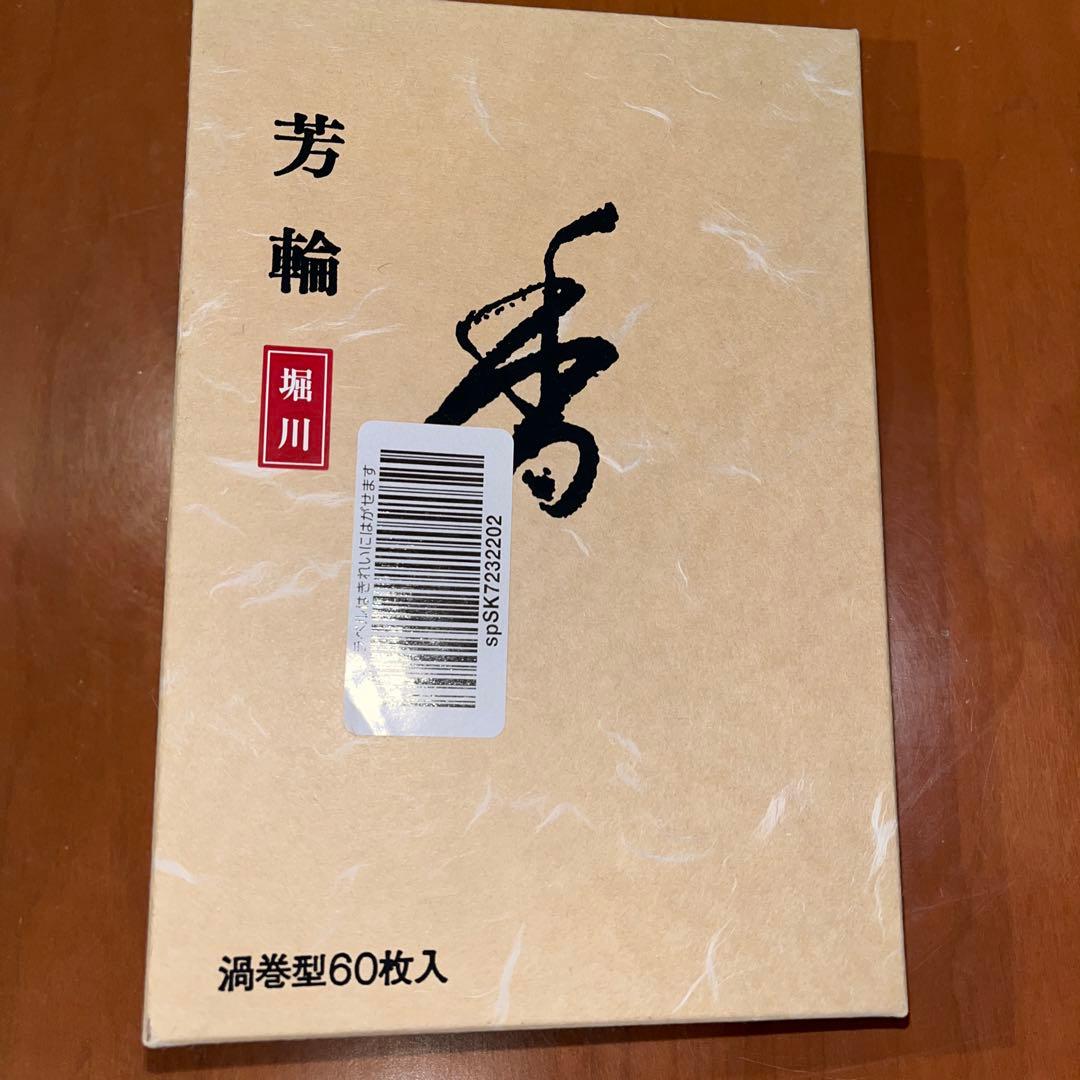 香
芳輪
堀川
ラベルはきれいにはがせます
spSK7232202
渦巻型60枚入